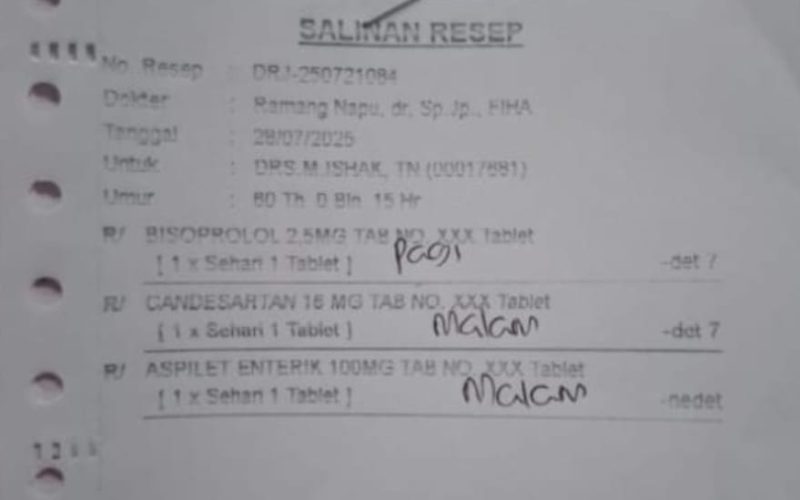 SALINAN RESEP
No. Resep : DRJ-250721084
Dokter : Ramang Napu, dr, Sp.Jp., FIHA
Tanggal : 28/07/2025
Untuk : DRS.M.ISHAK, TN (00017681)
Umur : 60 Th. 0 Bln. 15 Hr
R/ BISOPROLOL 2,5MG TAB NO. XXX Tablet
[ 1 x Sehari 1 Tablet ] Pagi -det 7
R/ CANDESARTAN 16 MG TAB NO. XXX Tablet
[ 1 x Sehari 1 Tablet ] Malam -det 7
R/ ASPILET ENTERIK 100MG TAB NO. XXX Tablet
[ 1 x Sehari 1 Tablet ] Malam -nedet